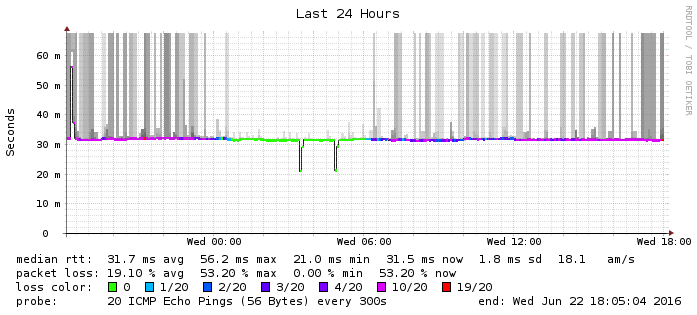 Last 24 Hours
RRDTOOL / TOBI OETIKER
Seconds
60 m
50 m
40 m
30 m
20 m
10 m
0
Wed 00:00 Wed 06:00 Wed 12:00 Wed 18:00
median rtt: 31.7 ms avg 56.2 ms max 21.0 ms min 31.5 ms now 1.8 ms sd 18.1 am/s
packet loss: 19.10 % avg 53.20 % max 0.00 % min 53.20 % now
loss color: 0 1/20 2/20 3/20 4/20 10/20 19/20
probe: 20 ICMP Echo Pings (56 Bytes) every 300s end: Wed Jun 22 18:05:04 2016